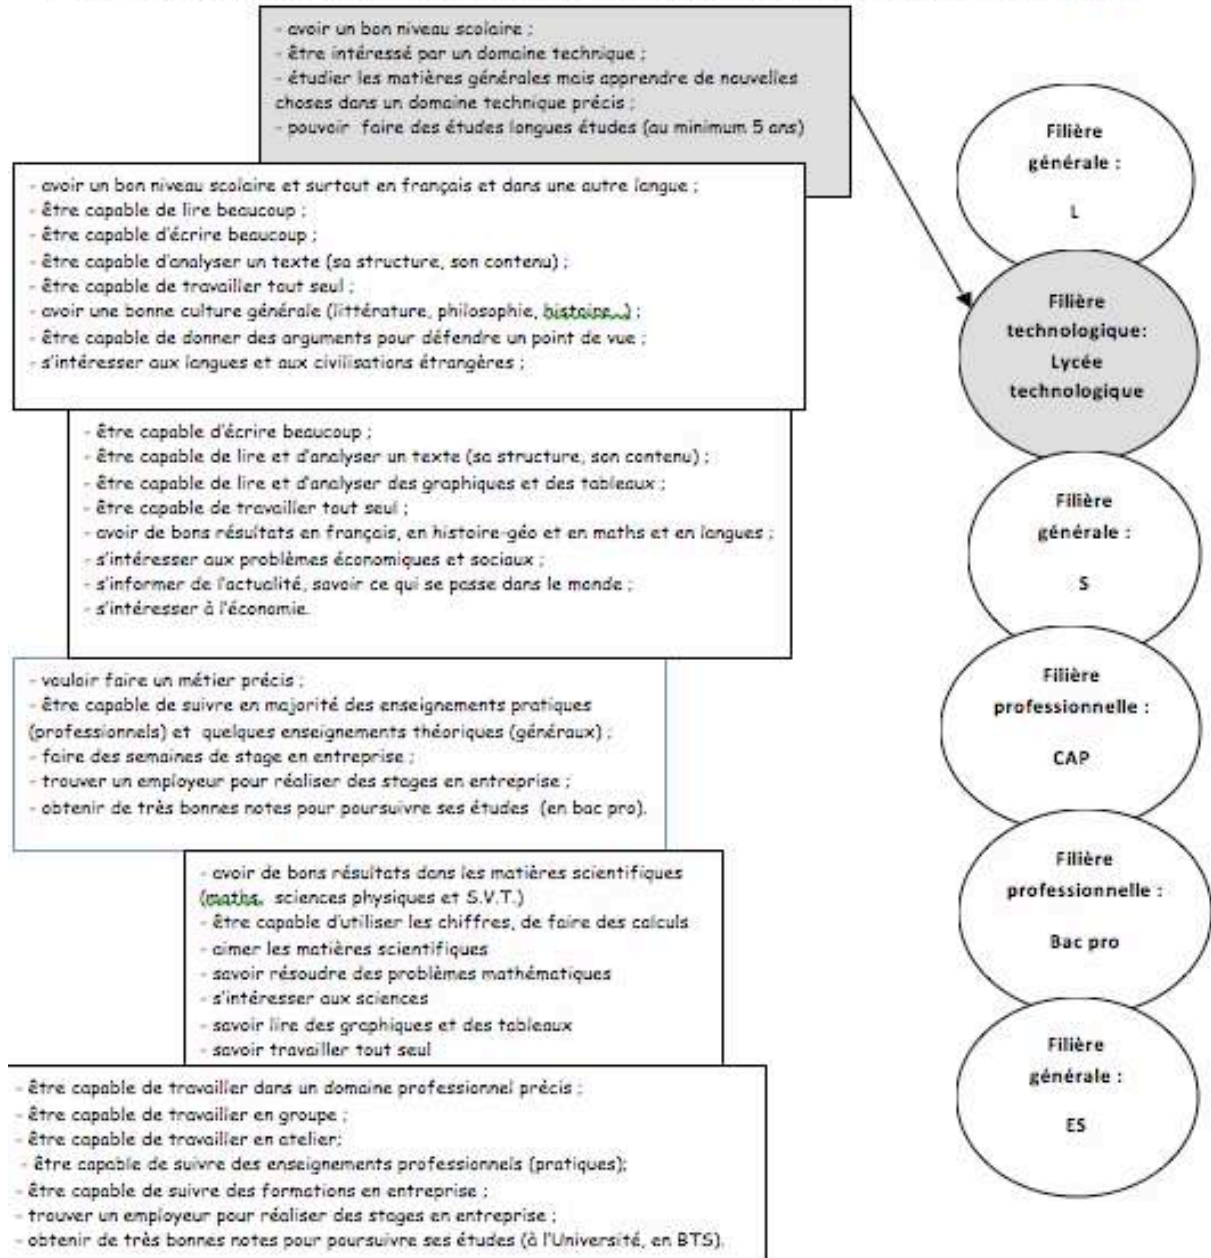 - avoir un bon niveau scolaire ;
- être intéressé par un domaine technique ;
- étudier les matières générales mais apprendre de nouvelles
choses dans un domaine technique précis ;
- pouvoir faire des études longues études (au minimum 5 ans)
- avoir un bon niveau scolaire et surtout en français et dans une autre langue ;
- être capable de lire beaucoup ;
- être capable d'écrire beaucoup ;
- être capable d'analyser un texte (sa structure, son contenu) ;
- être capable de travailler tout seul ;
- avoir une bonne culture générale (littérature, philosophie, histoire…) ;
- être capable de donner des arguments pour défendre un point de vue ;
- s'intéresser aux langues et aux civilisations étrangères ;
- être capable d'écrire beaucoup ;
- être capable de lire et d'analyser un texte (sa structure, son contenu) ;
- être capable de lire et d'analyser des graphiques et des tableaux ;
- être capable de travailler tout seul ;
- avoir de bons résultats en français, en histoire-géo et en maths et en langues ;
- s'intéresser aux problèmes économiques et sociaux ;
- s'informer de l'actualité, savoir ce qui se passe dans le monde ;
- s'intéresser à l'économie.
- vouloir faire un métier précis ;
- être capable de suivre en majorité des enseignements pratiques
(professionnels) et quelques enseignements théoriques (généraux) ;
- faire des semaines de stage en entreprise ;
- trouver un employeur pour réaliser des stages en entreprise ;
- obtenir de très bonnes notes pour poursuivre ses études (en bac pro).
- avoir de bons résultats dans les matières scientifiques
(maths, sciences physiques et S.V.T.)
- être capable d'utiliser les chiffres, de faire des calculs
- aimer les matières scientifiques
- savoir résoudre des problèmes mathématiques
- s'intéresser aux sciences
- savoir lire des graphiques et des tableaux
- savoir travailler tout seul
- être capable de travailler dans un domaine professionnel précis ;
- être capable de travailler en groupe ;
- être capable de travailler en atelier;
- être capable de suivre des enseignements professionnels (pratiques);
- être capable de suivre des formations en entreprise ;
- trouver un employeur pour réaliser des stages en entreprise ;
- obtenir de très bonnes notes pour poursuivre ses études (à l'Université, en BTS).
Filière
générale :
L
Filière
technologique:
Lycée
technologique
Filière
générale :
S
Filière
professionnelle :
CAP
Filière
professionnelle :
Bac pro
Filière
générale :
ES